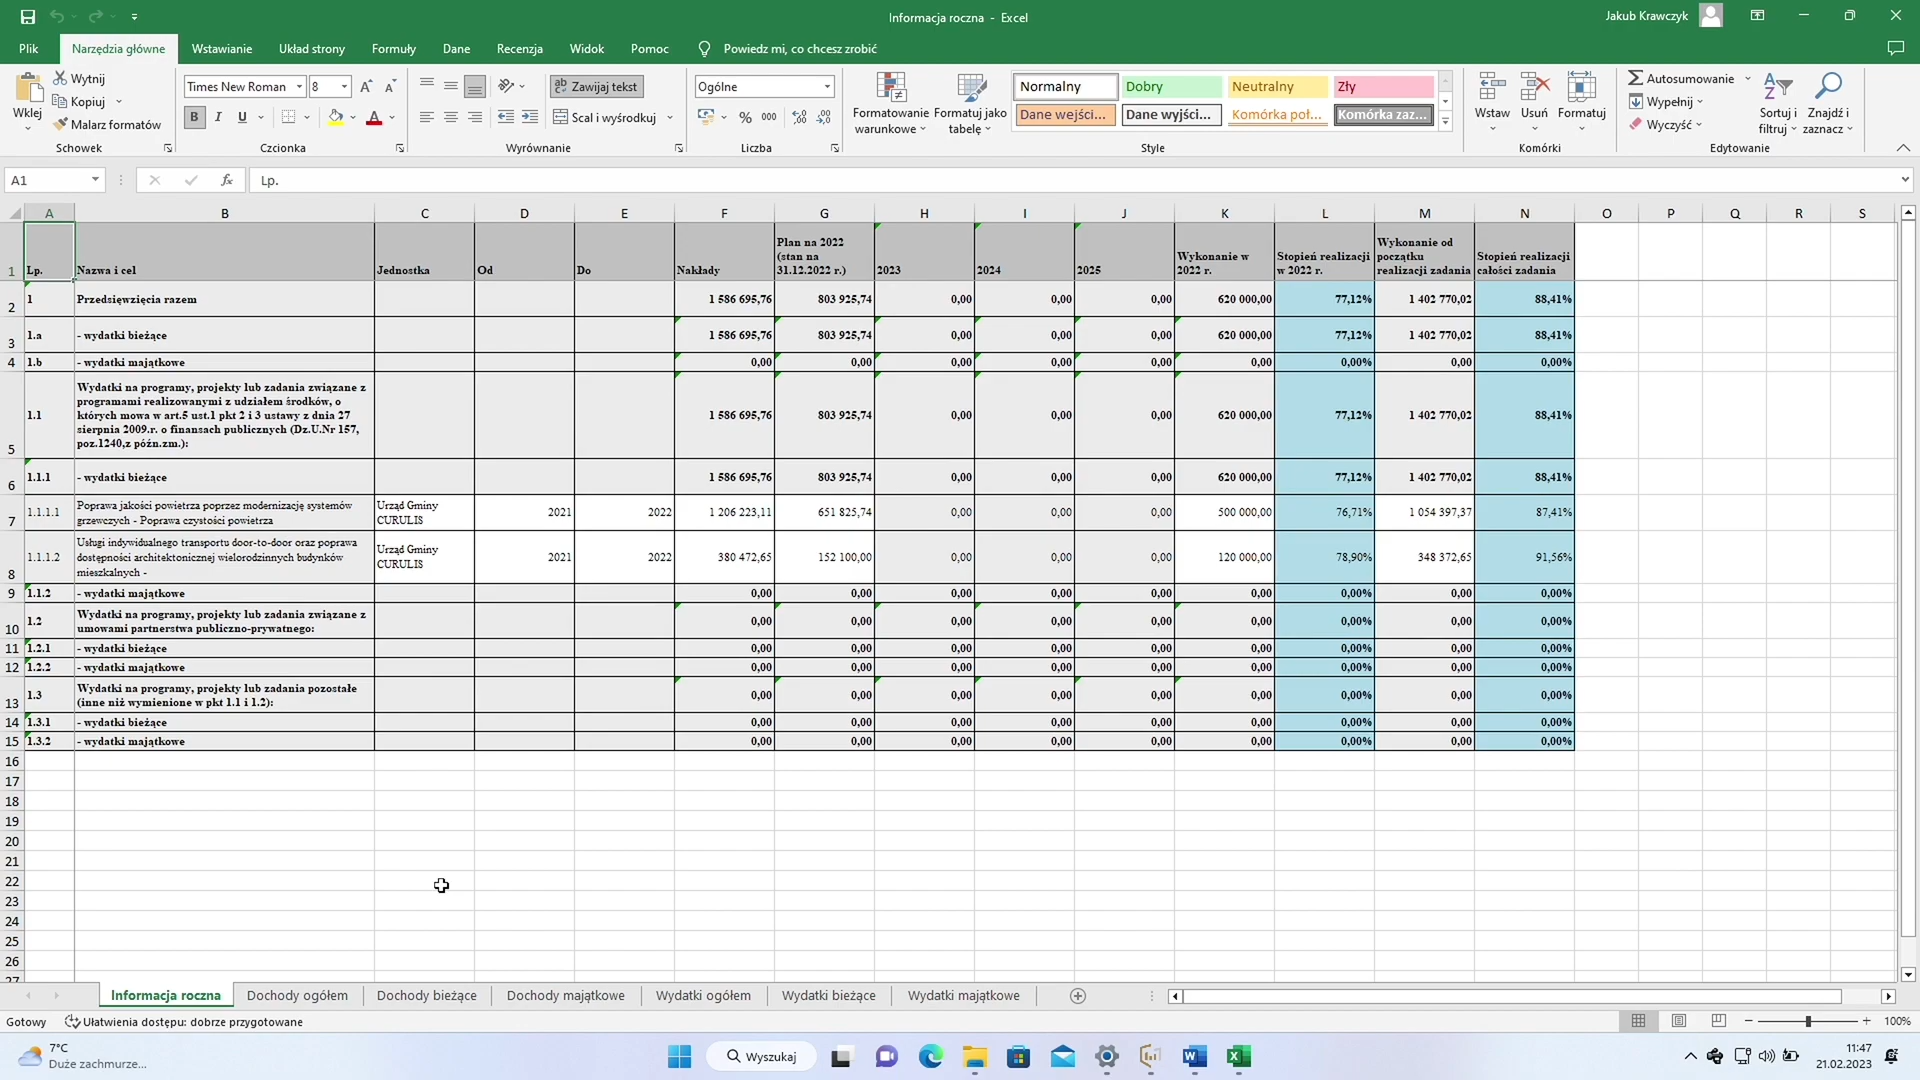 Informacja roczna - Excel
Jakub Krawczyk
Plik Narzędzia główne Wstawianie Układ strony Formuły Dane Recenzja Widok Pomoc Powiedz mi, co chcesz zrobić
Wklej
Wytnij
Kopiuj
Malarz formatów
Schowek
Times New Roman 8
B I U
Czcionka
Zawijaj tekst
Scal i wyśrodkuj
Wyrównanie
Ogólne
% 000
Liczba
Formatowanie warunkowe
Formatuj jako tabelę
Normalny Dobry Neutralny Zły
Dane wejści... Dane wyjści... Komórka poł... Komórka zaz...
Style
Wstaw Usuń Formatuj
Komórki
Autosumowanie
Wypełnij
Wyczyść
Sortuj i filtruj
Znajdź i zaznacz
Edytowanie
A1 fx Lp.
A B C D E F G H I J K L M N O P Q R S
1 Lp. Nazwa i cel Jednostka Od Do Nakłady Plan na 2022 (stan na 31.12.2022 r.) 2023 2024 2025 Wykonanie w 2022 r. Stopień realizacji w 2022 r. Wykonanie od początku realizacji zadania Stopień realizacji całości zadania
2 1 Przedsięwzięcia razem 1 586 695,76 803 925,74 0,00 0,00 0,00 620 000,00 77,12% 1 402 770,02 88,41%
3 1.a - wydatki bieżące 1 586 695,76 803 925,74 0,00 0,00 0,00 620 000,00 77,12% 1 402 770,02 88,41%
4 1.b - wydatki majątkowe 0,00 0,00 0,00 0,00 0,00 0,00 0,00% 0,00 0,00%
5 1.1 Wydatki na programy, projekty lub zadania związane z programami realizowanymi z udziałem środków, o których mowa w art.5 ust.1 pkt 2 i 3 ustawy z dnia 27 sierpnia 2009.r. o finansach publicznych (Dz.U.Nr 157, poz.1240,z późn.zm.): 1 586 695,76 803 925,74 0,00 0,00 0,00 620 000,00 77,12% 1 402 770,02 88,41%
6 1.1.1 - wydatki bieżące 1 586 695,76 803 925,74 0,00 0,00 0,00 620 000,00 77,12% 1 402 770,02 88,41%
7 1.1.1.1 Poprawa jakości powietrza poprzez modernizację systemów grzewczych - Poprawa czystości powietrza Urząd Gminy CURULIS 2021 2022 1 206 223,11 651 825,74 0,00 0,00 0,00 500 000,00 76,71% 1 054 397,37 87,41%
8 1.1.1.2 Usługi indywidualnego transportu door-to-door oraz poprawa dostępności architektonicznej wielorodzinnych budynków mieszkalnych - Urząd Gminy CURULIS 2021 2022 380 472,65 152 100,00 0,00 0,00 0,00 120 000,00 78,90% 348 372,65 91,56%
9 1.1.2 - wydatki majątkowe 0,00 0,00 0,00 0,00 0,00 0,00 0,00% 0,00 0,00%
10 1.2 Wydatki na programy, projekty lub zadania związane z umowami partnerstwa publiczno-prywatnego: 0,00 0,00 0,00 0,00 0,00 0,00 0,00% 0,00 0,00%
11 1.2.1 - wydatki bieżące 0,00 0,00 0,00 0,00 0,00 0,00 0,00% 0,00 0,00%
12 1.2.2 - wydatki majątkowe 0,00 0,00 0,00 0,00 0,00 0,00 0,00% 0,00 0,00%
13 1.3 Wydatki na programy, projekty lub zadania pozostałe (inne niż wymienione w pkt 1.1 i 1.2): 0,00 0,00 0,00 0,00 0,00 0,00 0,00% 0,00 0,00%
14 1.3.1 - wydatki bieżące 0,00 0,00 0,00 0,00 0,00 0,00 0,00% 0,00 0,00%
15 1.3.2 - wydatki majątkowe 0,00 0,00 0,00 0,00 0,00 0,00 0,00% 0,00 0,00%
16
17
18
19
20
21
22
23
24
25
26
27
Informacja roczna Dochody ogółem Dochody bieżące Dochody majątkowe Wydatki ogółem Wydatki bieżące Wydatki majątkowe
Gotowy Ułatwienia dostępu: dobrze przygotowane 100%
7°C
Duże zachmurze...
Wyszukaj
11:47
21.02.2023